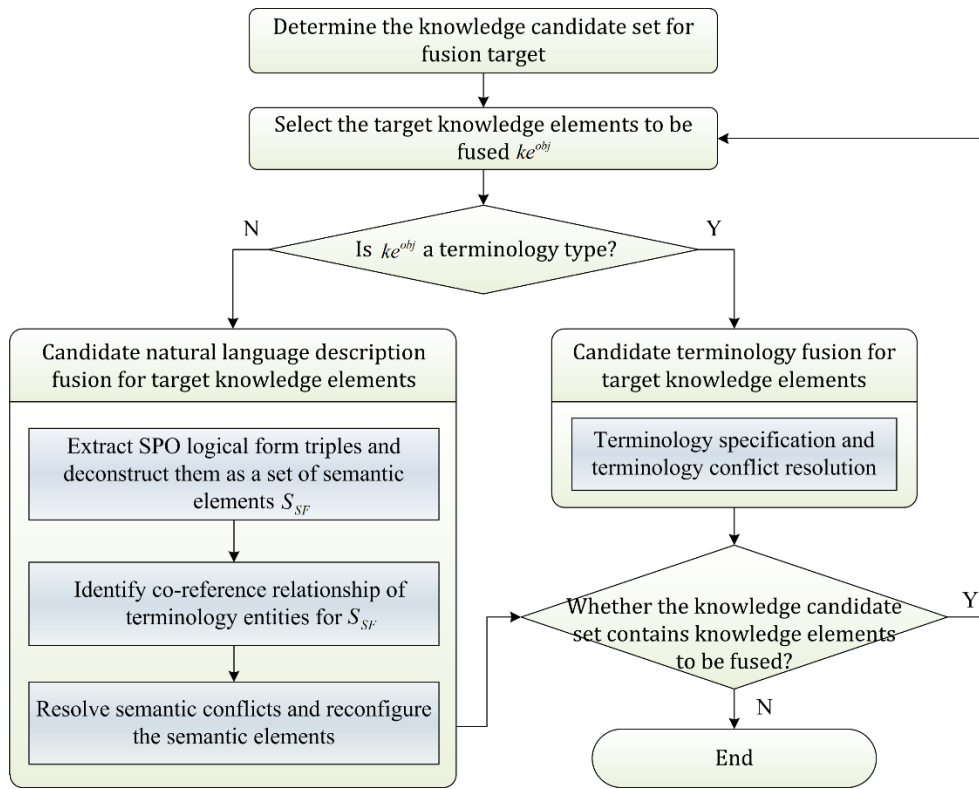 Determine the knowledge candidate set for
fusion target
Select the target knowledge elements to be
fused ke^obj
N
Y
Is ke^obj a terminology type?
Candidate natural language description
fusion for target knowledge elements
Extract SPO logical form triples and
deconstruct them as a set of semantic
elements S_SF
Identify co-reference relationship of
terminology entities for S_SF
Resolve semantic conflicts and reconfigure
the semantic elements
Candidate terminology fusion for
target knowledge elements
Terminology specification and
terminology conflict resolution
Whether the knowledge candidate
set contains knowledge elements
to be fused?
Y
N
End